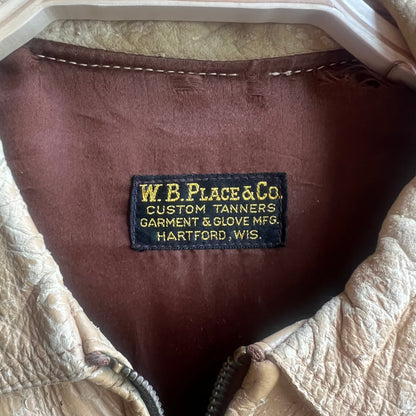 W. B. PLACE & CO.
CUSTOM TANNERS
GARMENT & GLOVE MFG.
HARTFORD, WIS.